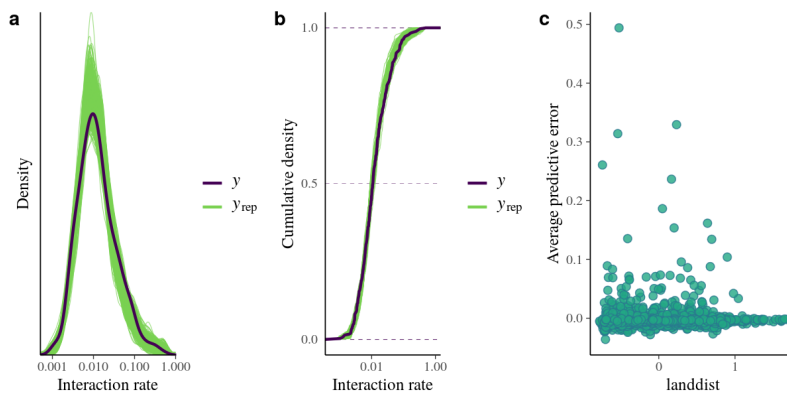 a
Density
0.001 0.010 0.100 1.000
Interaction rate
y
y rep
b
Cumulative density
1.0
0.5
0.0
0.01 1.00
Interaction rate
y
y rep
c
Average predictive error
0.5
0.4
0.3
0.2
0.1
0.0
0 1
landdist